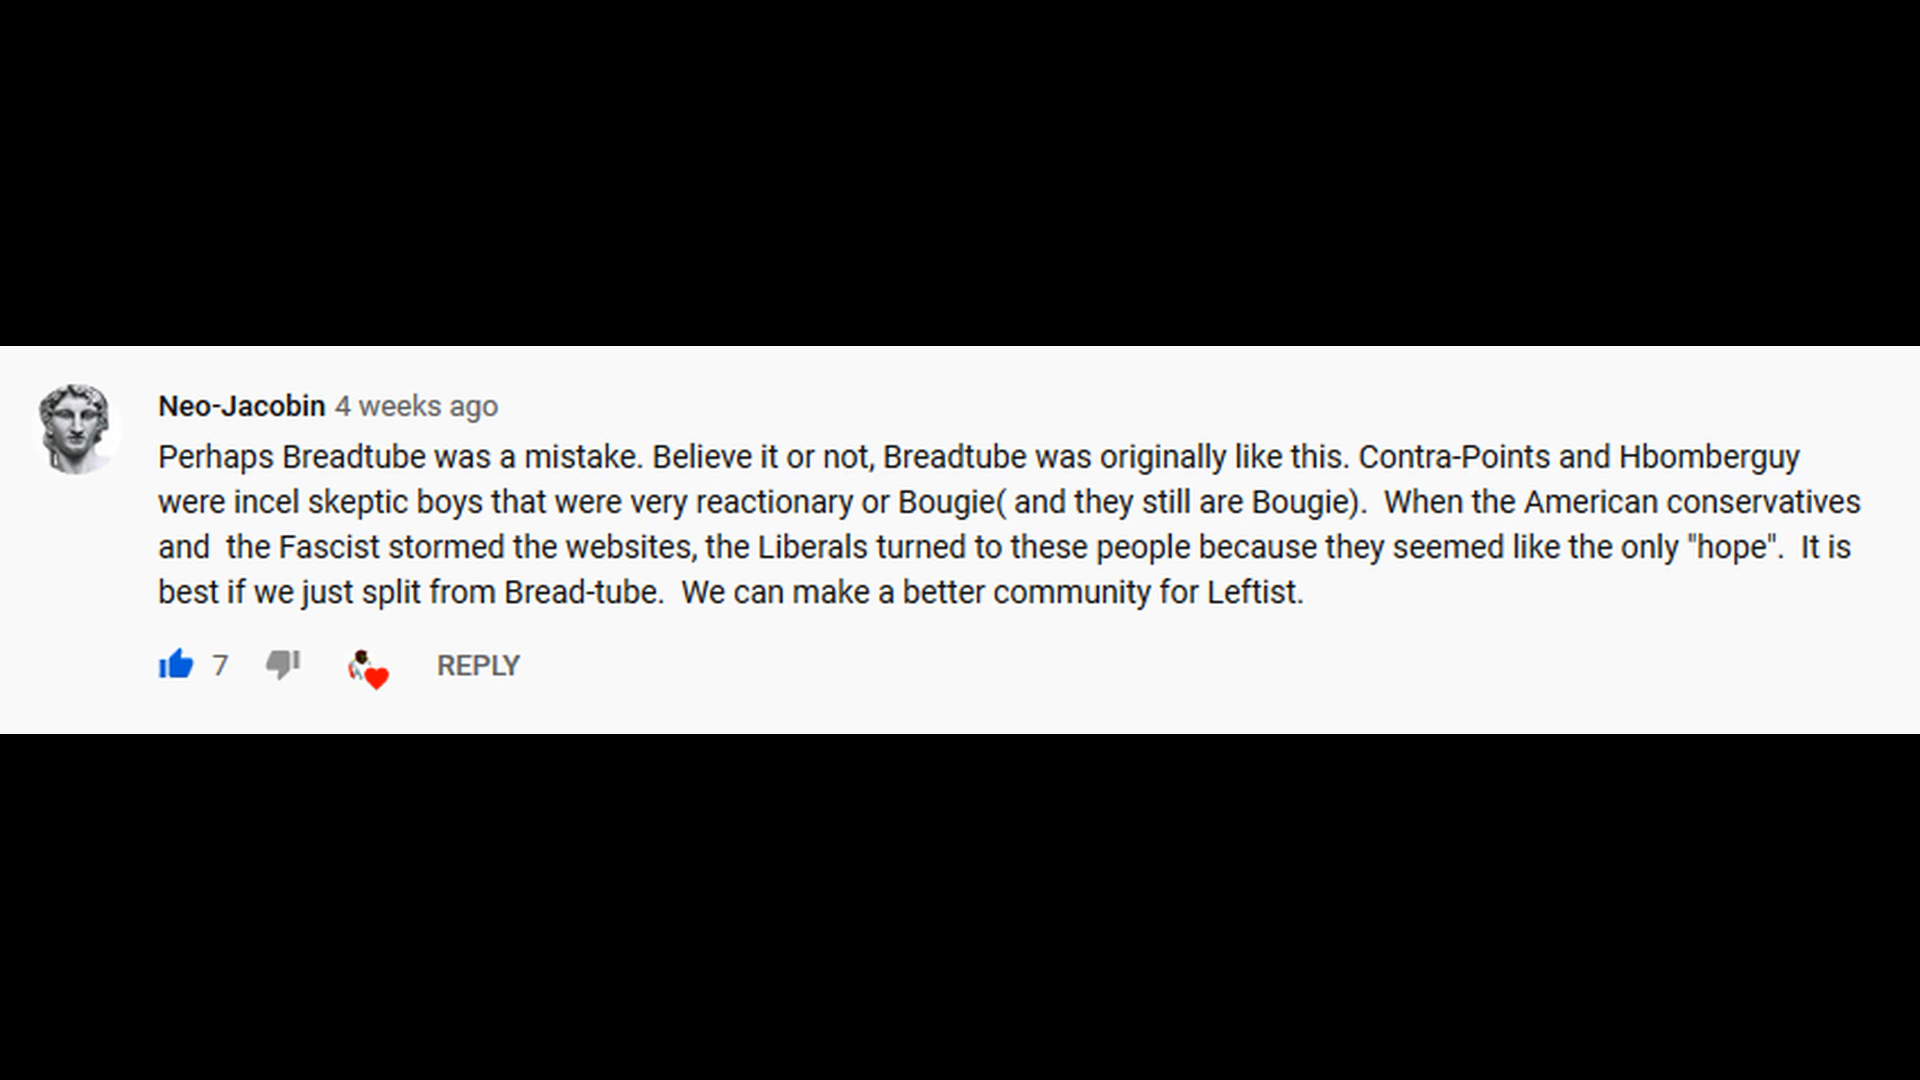 Neo-Jacobin 4 weeks ago
Perhaps Breadtube was a mistake. Believe it or not, Breadtube was originally like this. Contra-Points and Hbomberguy
were incel skeptic boys that were very reactionary or Bougie( and they still are Bougie).  When the American conservatives
and  the Fascist stormed the websites, the Liberals turned to these people because they seemed like the only "hope".  It is
best if we just split from Bread-tube.  We can make a better community for Leftist.
7 REPLY